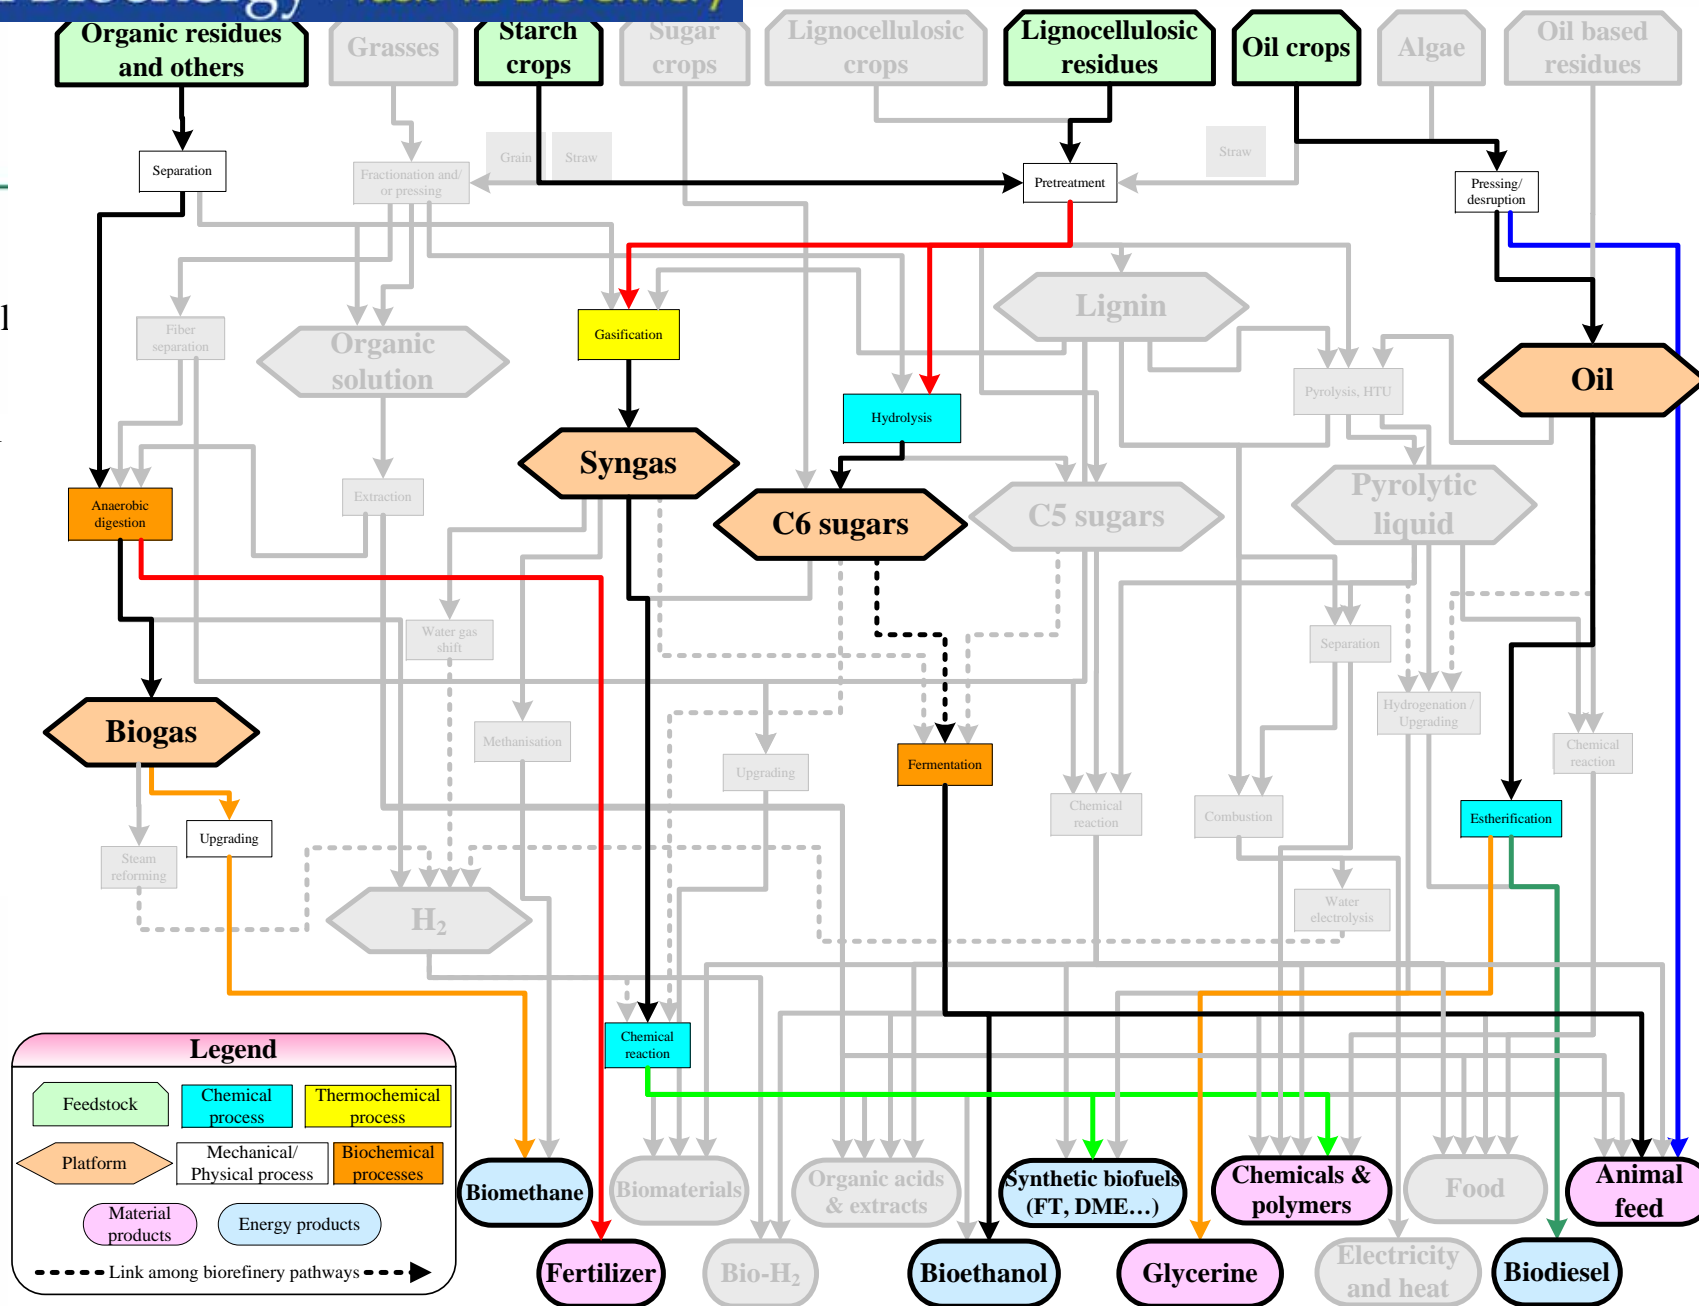 Bioenergy Task 42 Biorefinery
Organic residues
and others
Grasses
Starch
crops
Sugar
crops
Lignocellulosic
crops
Lignocellulosic
residues
Oil crops
Algae
Oil based
residues
Separation
Fractionation and/
or pressing
Grain
Straw
Pretreatment
Straw
Pressing/
desruption
Fiber
separation
Organic
solution
Gasification
Lignin
Pyrolysis, HTU
Oil
Hydrolysis
Syngas
Extraction
Anaerobic
digestion
C6 sugars
C5 sugars
Pyrolytic
liquid
Water gas
shift
Separation
Biogas
Methanisation
Upgrading
Fermentation
Hydrogenation /
Upgrading
Chemical
reaction
Chemical
reaction
Combustion
Estherification
Upgrading
Steam
reforming
H2
Water
electrolysis
Chemical
reaction
Legend
Feedstock
Chemical
process
Thermochemical
process
Platform
Mechanical/
Physical process
Biochemical
processes
Material
products
Energy products
Link among biorefinery pathways
Biomethane
Biomaterials
Organic acids
& extracts
Synthetic biofuels
(FT, DME…)
Chemicals &
polymers
Food
Animal
feed
Fertilizer
Bio-H2
Bioethanol
Glycerine
Electricity
and heat
Biodiesel